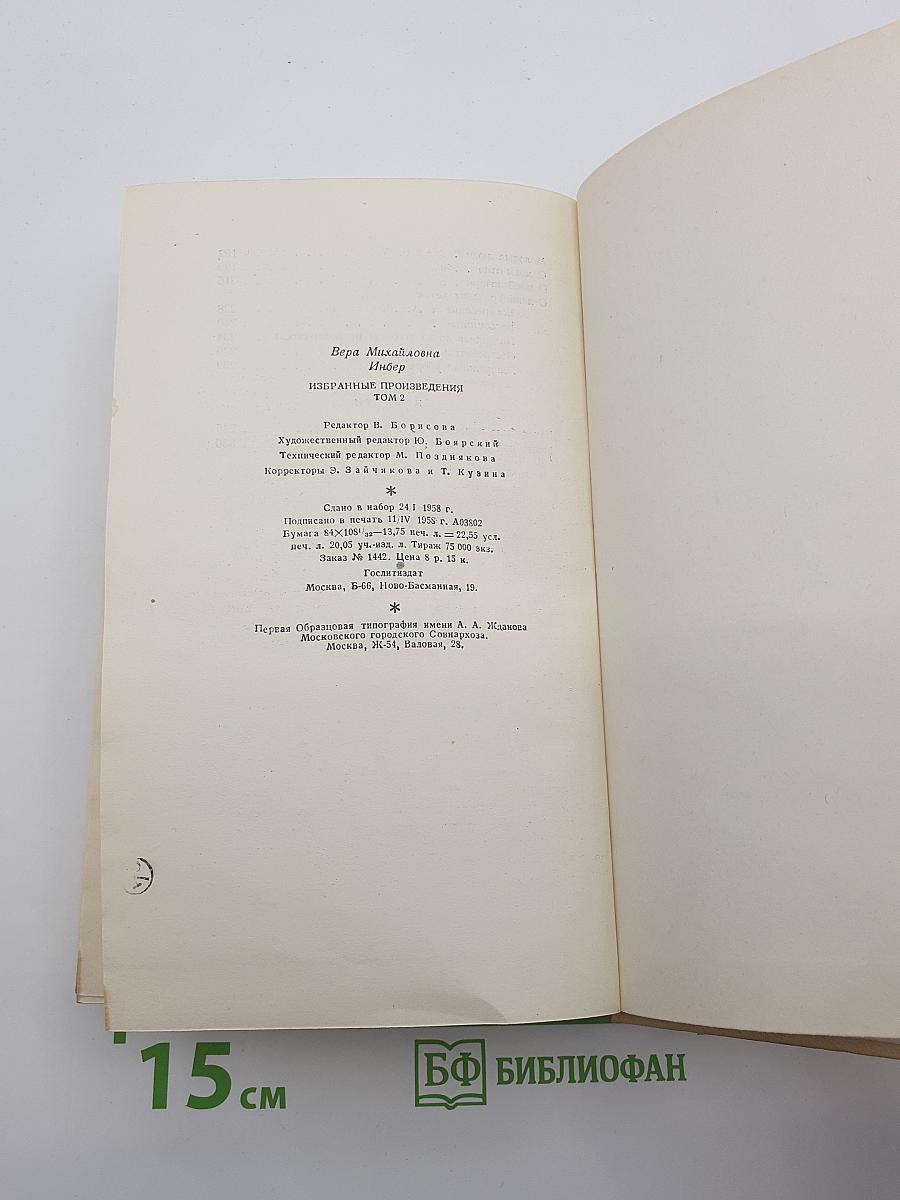 Вера Михайловна
Инбер
ИЗБРАННЫЕ ПРОИЗВЕДЕНИЯ
ТОМ 2
Редактор В. Борисова
Художественный редактор Ю. Боярский
Технический редактор М. Позднякова
Корректоры Э. Зайчикова и Т. Кузина
*
Сдано в набор 24/I 1958 г.
Подписано в печать 11/IV 1958 г. А03802
Бумага 84×108¹/₃₂—13,75 печ. л. = 22,55 усл.
печ. л. 20,05 уч.-изд. л. Тираж 75 000 экз.
Заказ № 1442. Цена 8 р. 15 к.
Гослитиздат
Москва, Б-66, Ново-Басманная, 19.
*
Первая Образцовая типография имени А. А. Жданова
Московского городского Совнархоза.
Москва, Ж-54, Валовая, 28.
15 см
БФ БИБЛИОФАН